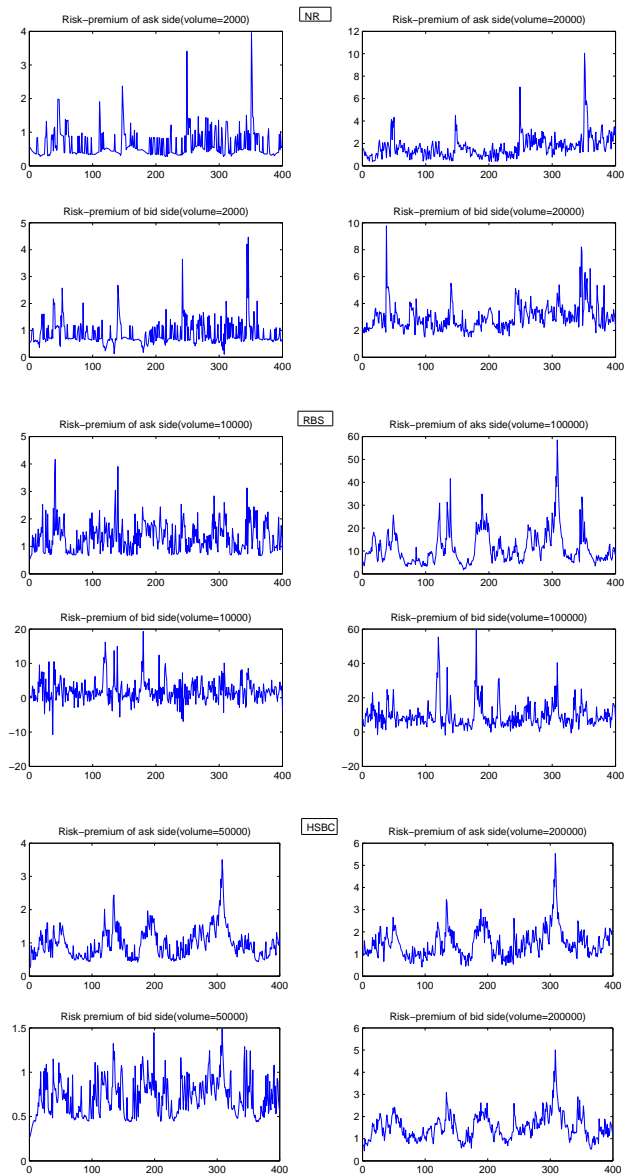 NR
Risk−premium of ask side(volume=2000)
Risk−premium of ask side(volume=20000)
4
3
2
1
0
0 100 200 300 400
12
10
8
6
4
2
0
0 100 200 300 400
Risk−premium of bid side(volume=2000)
Risk−premium of bid side(volume=20000)
5
4
3
2
1
0
0 100 200 300 400
10
8
6
4
2
0
0 100 200 300 400
RBS
Risk−premium of ask side(volume=10000)
Risk−premium of aks side(volume=100000)
5
4
3
2
1
0
0 100 200 300 400
60
50
40
30
20
10
0
0 100 200 300 400
Risk−premium of bid side(volume=10000)
Risk−premium of bid side(volume=100000)
20
10
0
−10
−20
0 100 200 300 400
60
40
20
0
−20
0 100 200 300 400
HSBC
Risk−premium of ask side(volume=50000)
Risk−premium of ask side(volume=200000)
4
3
2
1
0
0 100 200 300 400
6
5
4
3
2
1
0
0 100 200 300 400
Risk premium of bid side(volume=50000)
Risk−premium of bid side(volume=200000)
1.5
1
0.5
0
0 100 200 300 400
6
5
4
3
2
1
0
0 100 200 300 400